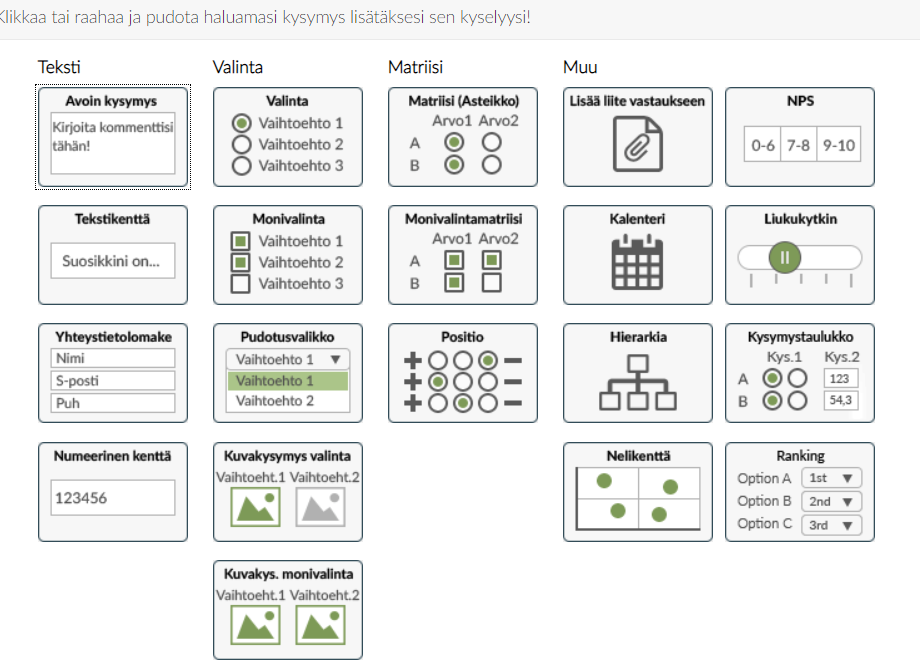 Klikkaa tai raahaa ja pudota haluamasi kysymys lisätäksesi sen kyselyysi!
Teksti
Avoin kysymys
Kirjoita kommenttisi
tähän!
Tekstikenttä
Suosikkini on...
Yhteystietolomake
Nimi
S-posti
Puh
Numeerinen kenttä
123456
Valinta
Valinta
Vaihtoehto 1
Vaihtoehto 2
Vaihtoehto 3
Monivalinta
Vaihtoehto 1
Vaihtoehto 2
Vaihtoehto 3
Pudotusvalikko
Vaihtoehto 1
Vaihtoehto 1
Vaihtoehto 2
Kuvakysymys valinta
Vaihtoeht.1 Vaihtoeht.2
Kuvakys. monivalinta
Vaihtoeht.1 Vaihtoeht.2
Matriisi
Matriisi (Asteikko)
Arvo1 Arvo2
A
B
Monivalintamatriisi
Arvo1 Arvo2
A
B
Positio
Muu
Lisää liite vastaukseen
Kalenteri
Hierarkia
Nelikenttä
NPS
0-6 7-8 9-10
Liukukytkin
Kysymystaulukko
Kys.1 Kys.2
A 123
B 54,3
Ranking
Option A 1st
Option B 2nd
Option C 3rd